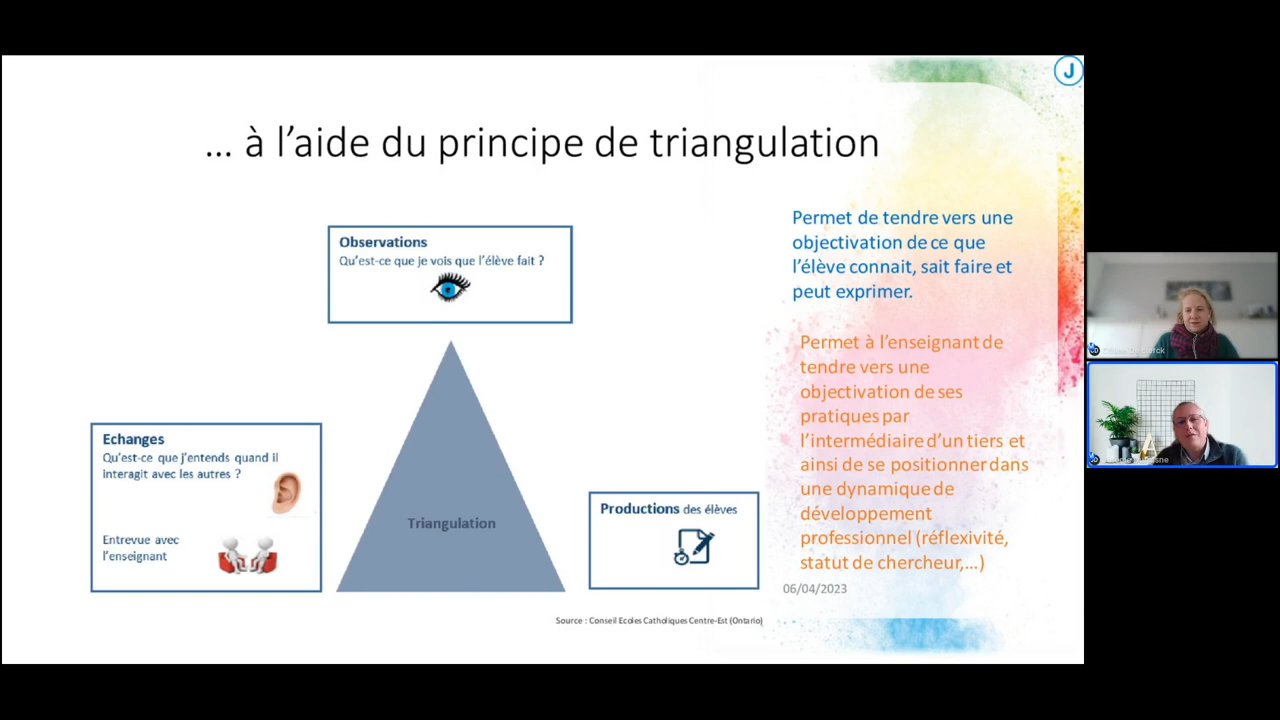 J
… à l'aide du principe de triangulation
Observations
Qu'est-ce que je vois que l'élève fait ?
Echanges
Qu'est-ce que j'entends quand il
interagit avec les autres ?
Entrevue avec
l'enseignant
Triangulation
Productions des élèves
Permet de tendre vers une
objectivation de ce que
l'élève connait, sait faire et
peut exprimer.
Permet à l'enseignant de
tendre vers une
objectivation de ses
pratiques par
l'intermédiaire d'un tiers et
ainsi de se positionner dans
une dynamique de
développement
professionnel (réflexivité,
statut de chercheur,…)
06/04/2023
Source : Conseil Ecoles Catholiques Centre-Est (Ontario)